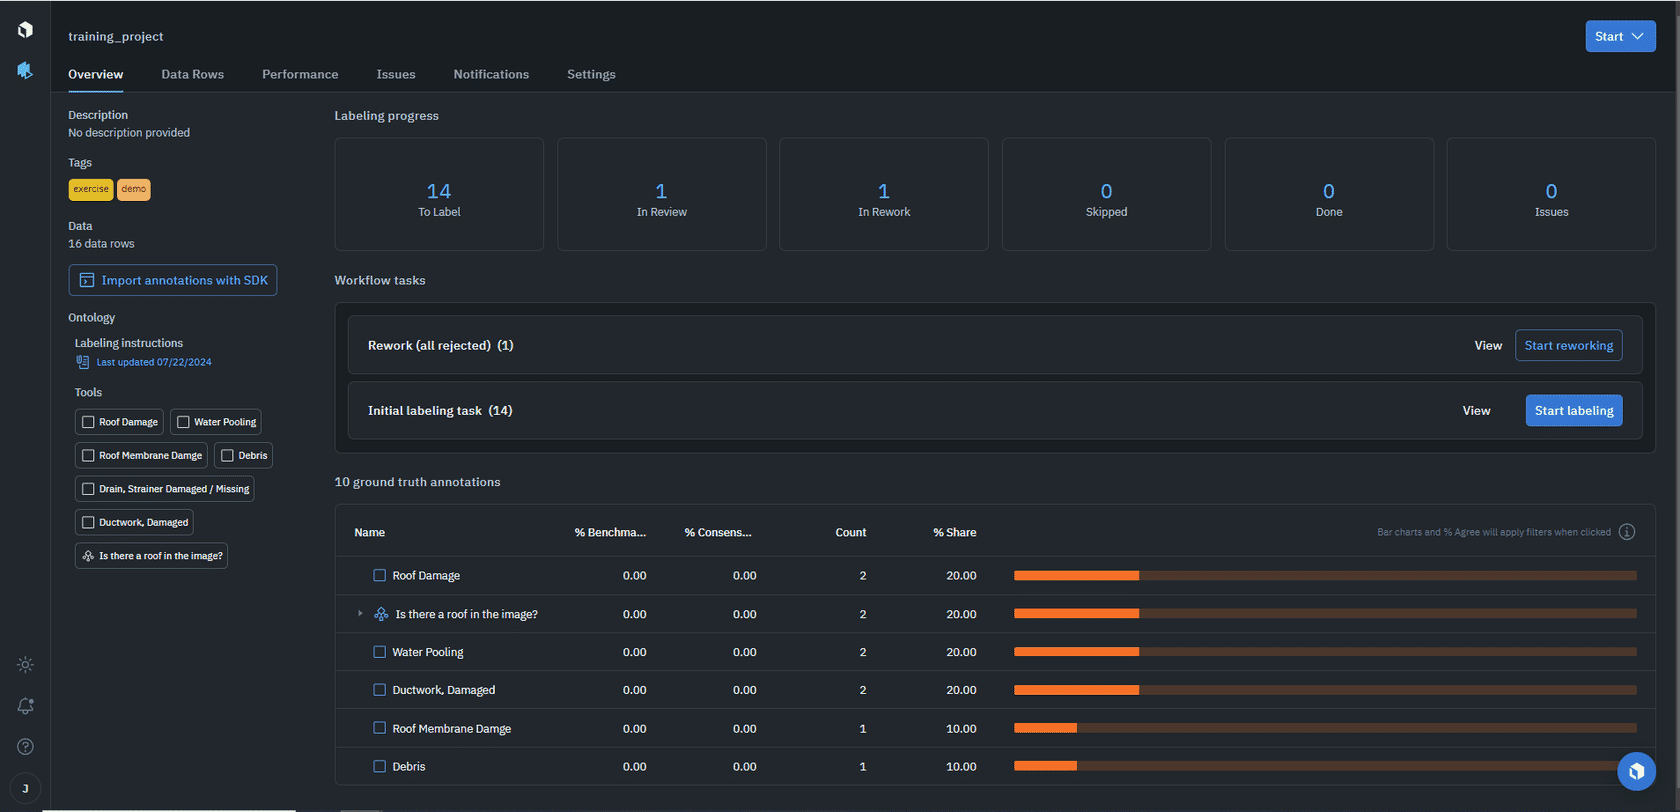 training_project
Start
Overview Data Rows Performance Issues Notifications Settings
Description
No description provided
Tags
exercise demo
Data
16 data rows
Import annotations with SDK
Ontology
Labeling instructions
Last updated 07/22/2024
Tools
Roof Damage Water Pooling
Roof Membrane Damge Debris
Drain, Strainer Damaged / Missing
Ductwork, Damaged
Is there a roof in the image?
J
Labeling progress
14 1 1 0 0 0
To Label In Review In Rework Skipped Done Issues
Workflow tasks
Rework (all rejected) (1) View Start reworking
Initial labeling task (14) View Start labeling
10 ground truth annotations
Name % Benchma... % Consens... Count % Share Bar charts and % Agree will apply filters when clicked
Roof Damage 0.00 0.00 2 20.00
Is there a roof in the image? 0.00 0.00 2 20.00
Water Pooling 0.00 0.00 2 20.00
Ductwork, Damaged 0.00 0.00 2 20.00
Roof Membrane Damge 0.00 0.00 1 10.00
Debris 0.00 0.00 1 10.00